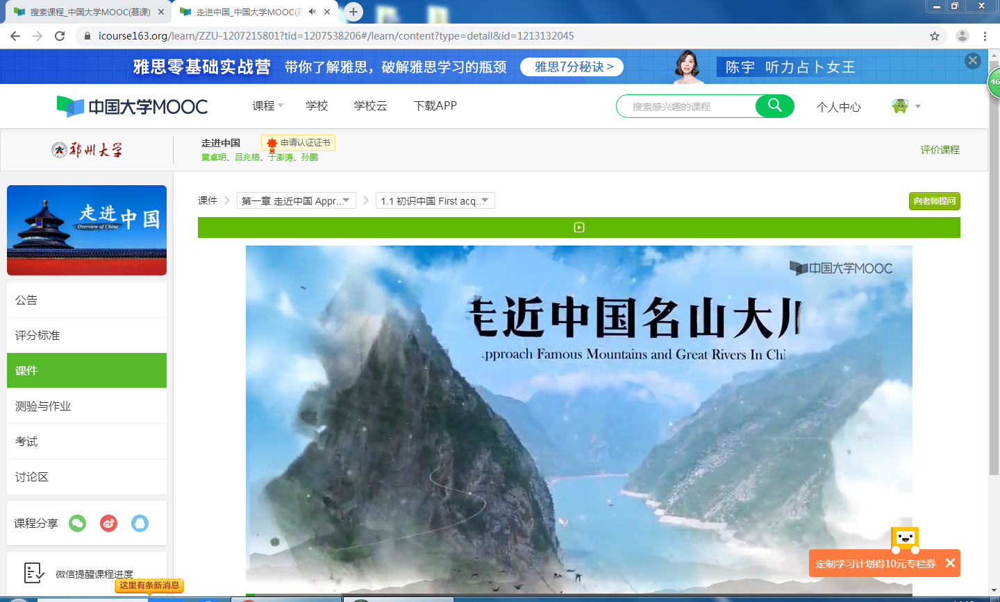 搜索课程_中国大学MOOC(慕课)
走进中国_中国大学MOOC(慕
icourse163.org/learn/ZZU-1207215801?tid=1207538206#/learn/content?type=detail&id=1213132045
雅思零基础实战营 带你了解雅思，破解雅思学习的瓶颈 雅思7分秘诀 > 陈宇 听力占卜女王
46
中国大学MOOC 课程 学校 学校云 下载APP 搜索感兴趣的课程 个人中心
郑州大学 走进中国 申请认证证书
黄卓明、吕兆格、于澎涛、孙鹏
评价课程
走进中国
Overview of China
课件 第一章 走近中国 Appr... 1.1 初识中国 First acq... 向老师提问
公告
评分标准
课件
测验与作业
考试
讨论区
课程分享
微信提醒课程进度
这里有条新消息
中国大学MOOC
走近中国名山大川
Approach Famous Mountains and Great Rivers In Chi
定制学习计划得10元专栏券